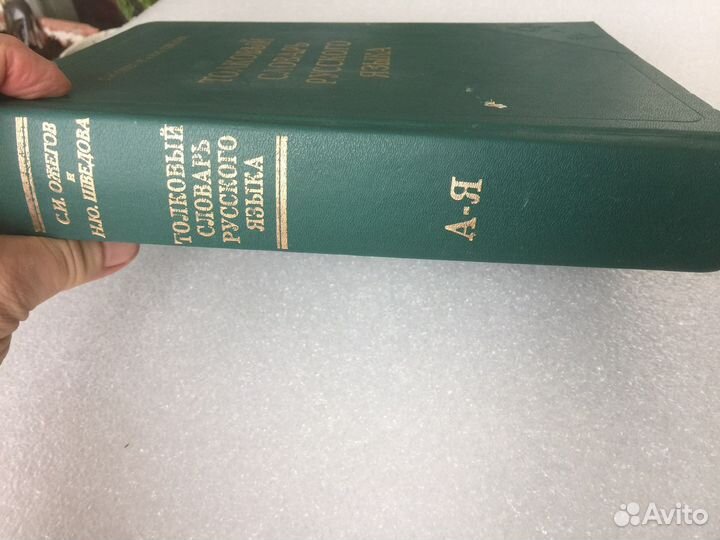 ТОЛКОВЫЙ
СЛОВАРЬ
РУССКОГО
ЯЗЫКА
С.И. ОЖЕГОВ
и
Н.Ю. ШВЕДОВА
ТОЛКОВЫЙ
СЛОВАРЬ
РУССКОГО
ЯЗЫКА
А-Я
Avito